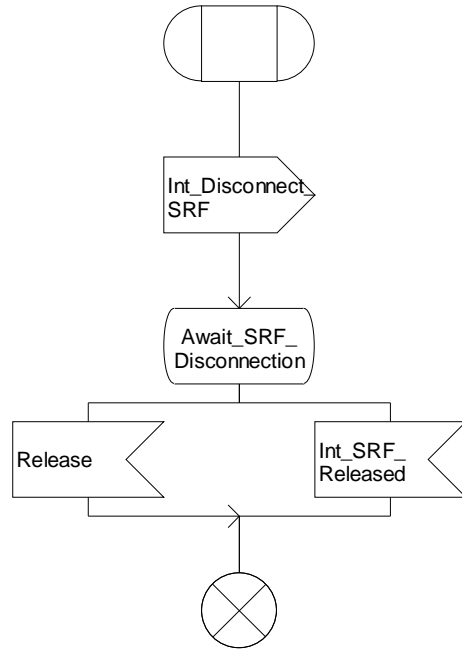 Int_Disconnect_
SRF
Await_SRF_
Disconnection
Release
Int_SRF_
Released